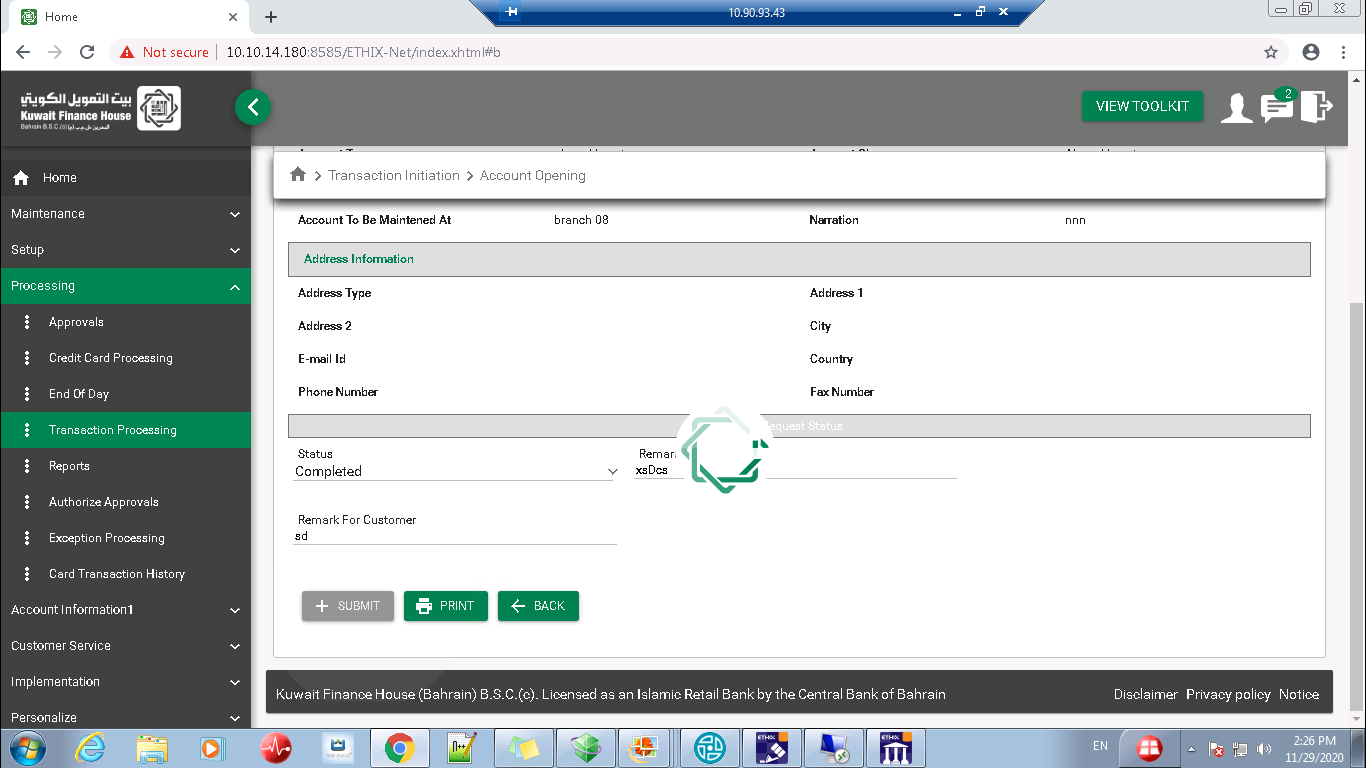 Home
10.90.93.43
Not secure
10.10.14.180:8585/ETHIX-Net/index.xhtml#b
بيت التمويل الكويتي
Kuwait Finance House
Bahrain B.S.C.(c)
VIEW TOOLKIT
2
Transaction Initiation
Account Opening
Home
Maintenance
Setup
Processing
Approvals
Credit Card Processing
End Of Day
Transaction Processing
Reports
Authorize Approvals
Exception Processing
Card Transaction History
Account Information1
Customer Service
Implementation
Personalize
Account To Be Maintened At
branch 08
Narration
nnn
Address Information
Address Type
Address 1
Address 2
City
E-mail Id
Country
Phone Number
Fax Number
equest Status
Status
Completed
Remar
xsDcs
Remark For Customer
sd
SUBMIT
PRINT
BACK
Kuwait Finance House (Bahrain) B.S.C.(c). Licensed as an Islamic Retail Bank by the Central Bank of Bahrain
Disclaimer Privacy policy Notice
ETHIX
ETHIX
EN
2:26 PM
11/29/2020